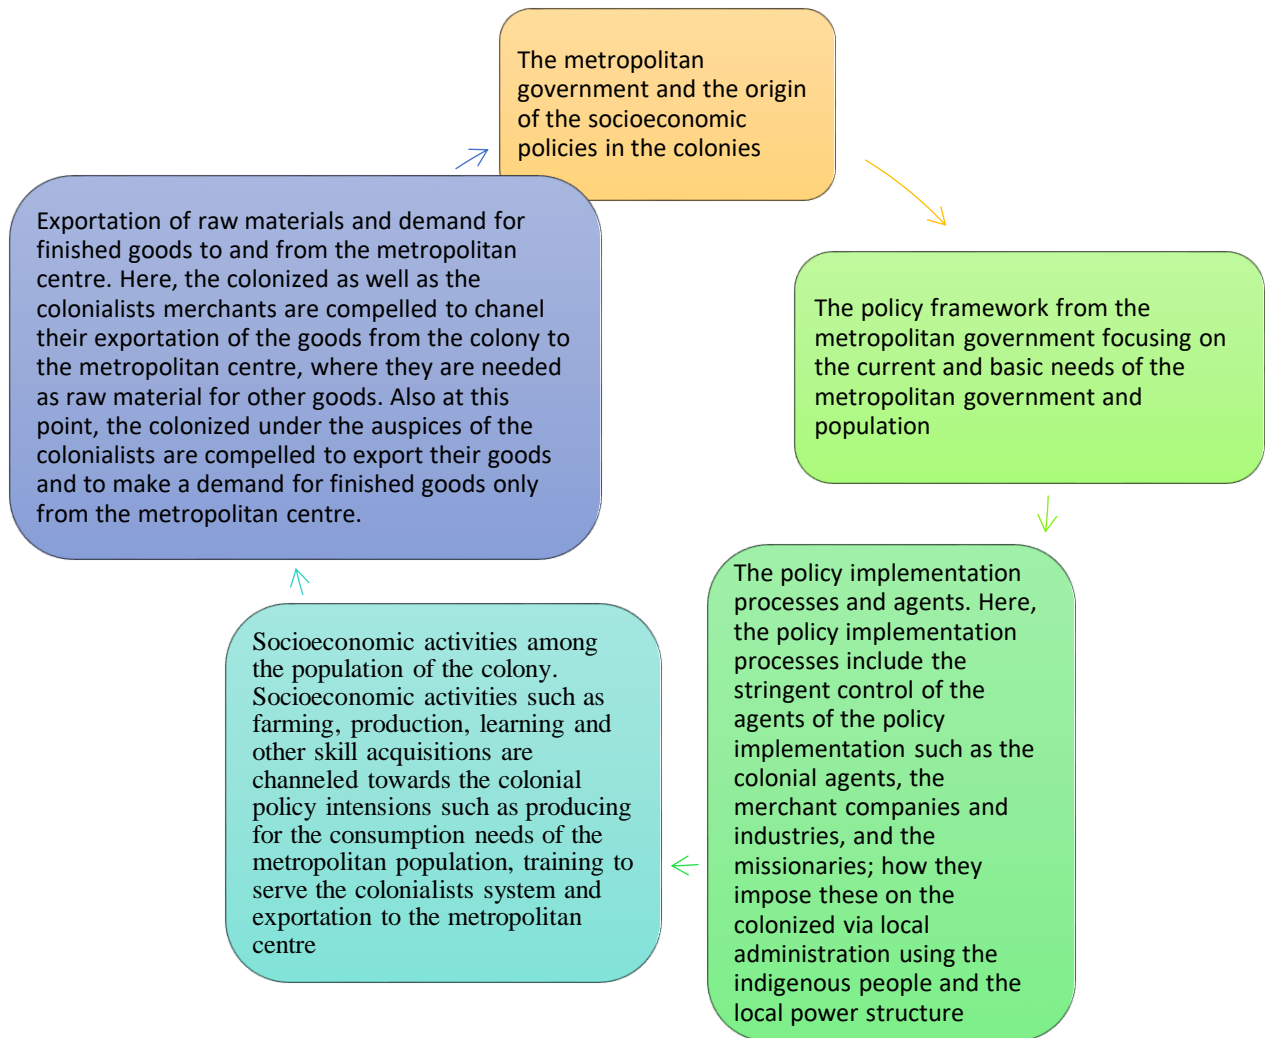 The metropolitan
government and the origin
of the socioeconomic
policies in the colonies
The policy framework from the
metropolitan government focusing on
the current and basic needs of the
metropolitan government and
population
The policy implementation
processes and agents. Here,
the policy implementation
processes include the
stringent control of the
agents of the policy
implementation such as the
colonial agents, the
merchant companies and
industries, and the
missionaries; how they
impose these on the
colonized via local
administration using the
indigenous people and the
local power structure
Socioeconomic activities among
the population of the colony.
Socioeconomic activities such as
farming, production, learning and
other skill acquisitions are
channeled towards the colonial
policy intensions such as producing
for the consumption needs of the
metropolitan population, training to
serve the colonialists system and
exportation to the metropolitan
centre
Exportation of raw materials and demand for
finished goods to and from the metropolitan
centre. Here, the colonized as well as the
colonialists merchants are compelled to chanel
their exportation of the goods from the colony to
the metropolitan centre, where they are needed
as raw material for other goods. Also at this
point, the colonized under the auspices of the
colonialists are compelled to export their goods
and to make a demand for finished goods only
from the metropolitan centre.